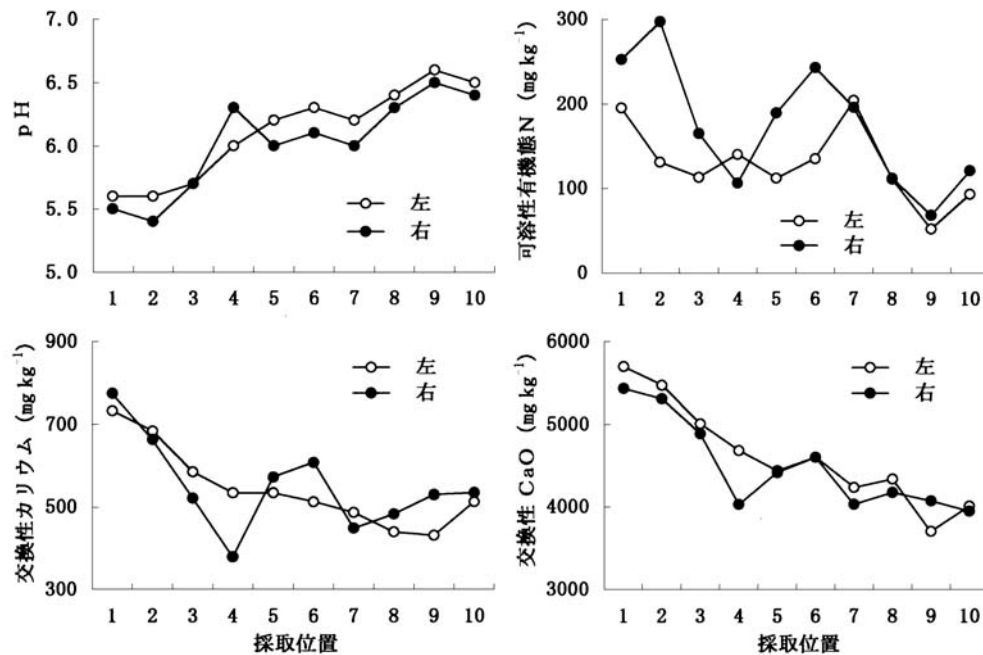 pH
7.0
6.5
6.0
5.5
5.0
左
右
1 2 3 4 5 6 7 8 9 10
可溶性有機態N (mg kg⁻¹)
300
200
100
0
左
右
1 2 3 4 5 6 7 8 9 10
交換性カリウム (mg kg⁻¹)
900
700
500
300
左
右
1 2 3 4 5 6 7 8 9 10
採取位置
交換性 CaO (mg kg⁻¹)
6000
5000
4000
3000
左
右
1 2 3 4 5 6 7 8 9 10
採取位置